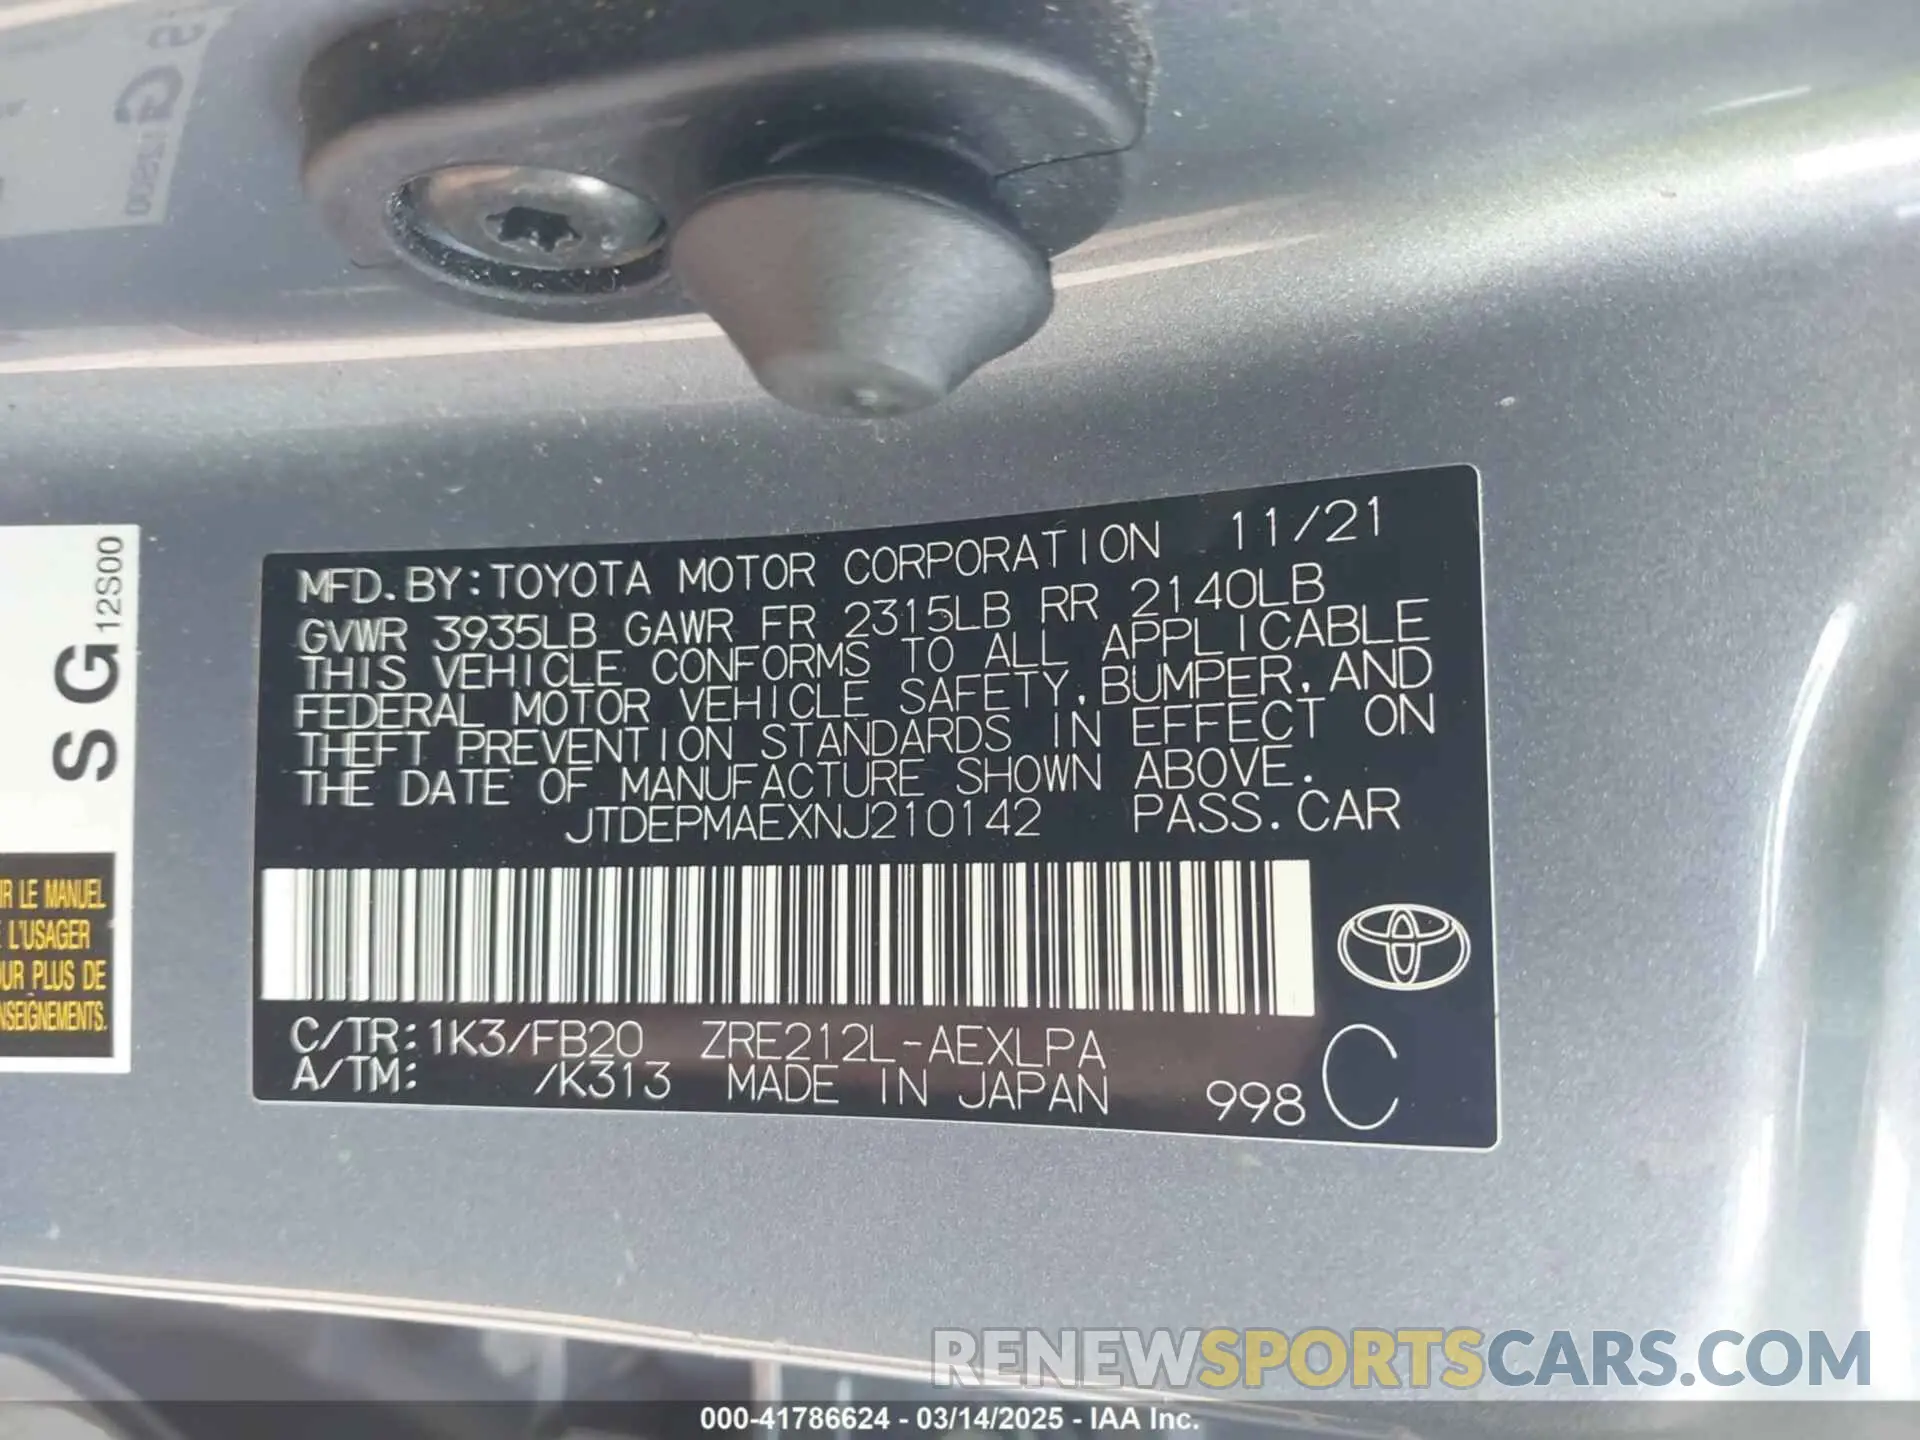 S
G
12S00
MFD.BY:TOYOTA MOTOR CORPORATION 11/21
GVWR 3935LB GAWR FR 2315LB RR 2140LB
THIS VEHICLE CONFORMS TO ALL APPLICABLE
FEDERAL MOTOR VEHICLE SAFETY, BUMPER, AND
THEFT PREVENTION STANDARDS IN EFFECT ON
THE DATE OF MANUFACTURE SHOWN ABOVE.
JTDEPMAEXNJ210142 PASS.CAR
C/TR:1K3/FB20 ZRE212L-AEXLPA
A/TM: /K313 MADE IN JAPAN 998 C
S G 12S00
LE MANUEL
L'USAGER
PLUS DE
RENEWSPORTSCARS.COM
000-41786624 - 03/14/2025 - IAA Inc.